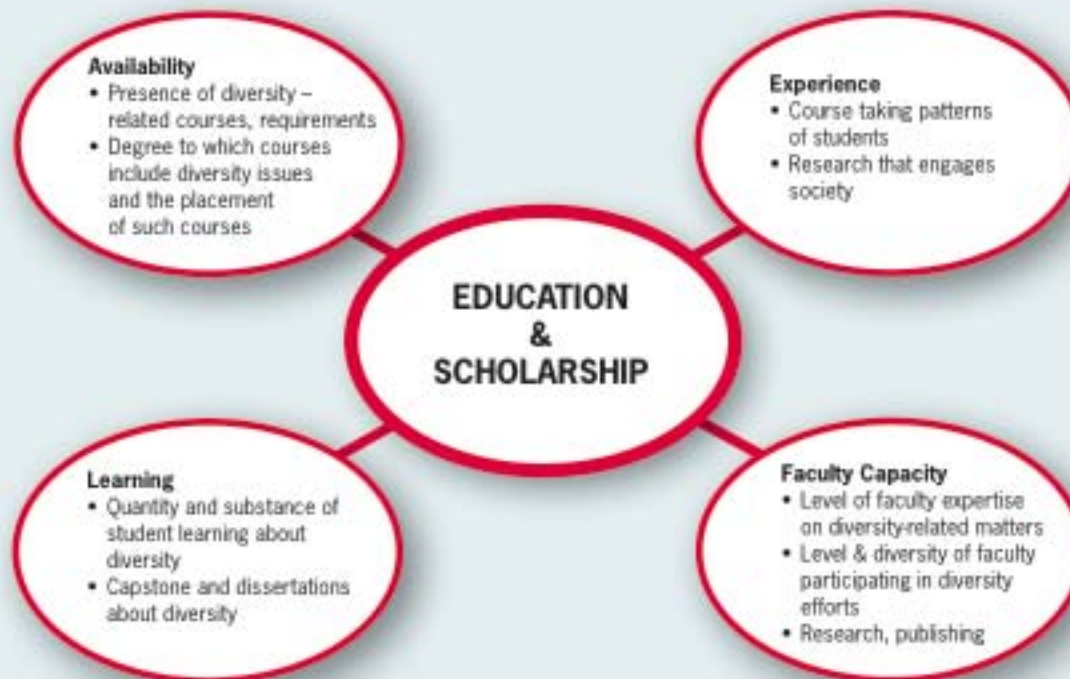 Availability
• Presence of diversity –
related courses, requirements
• Degree to which courses
include diversity issues
and the placement
of such courses
Experience
• Course taking patterns
of students
• Research that engages
society
EDUCATION
&
SCHOLARSHIP
Learning
• Quantity and substance of
student learning about
diversity
• Capstone and dissertations
about diversity
Faculty Capacity
• Level of faculty expertise
on diversity-related matters
• Level & diversity of faculty
participating in diversity
efforts
• Research, publishing